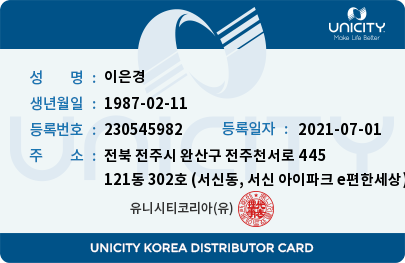 UNICITY
Make Life Better
성 명 : 이은경
생년월일 : 1987-02-11
등록번호 : 230545982 등록일자 : 2021-07-01
주 소 : 전북 전주시 완산구 전주천서로 445
121동 302호 (서신동, 서신 아이파크 e편한세상)
유니시티코리아(유)
UNICITY
UNICITY KOREA DISTRIBUTOR CARD